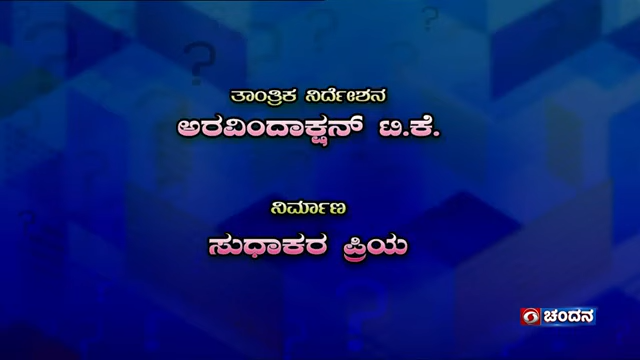 ತಾಂತ್ರಿಕ ನಿರ್ದೇಶನ
ಅರವಿಂದಾಕ್ಷನ್ ಟಿ.ಕೆ.
ನಿರ್ಮಾಣ
ಸುಧಾಕರ ಪ್ರಿಯ
ಚಂದನ